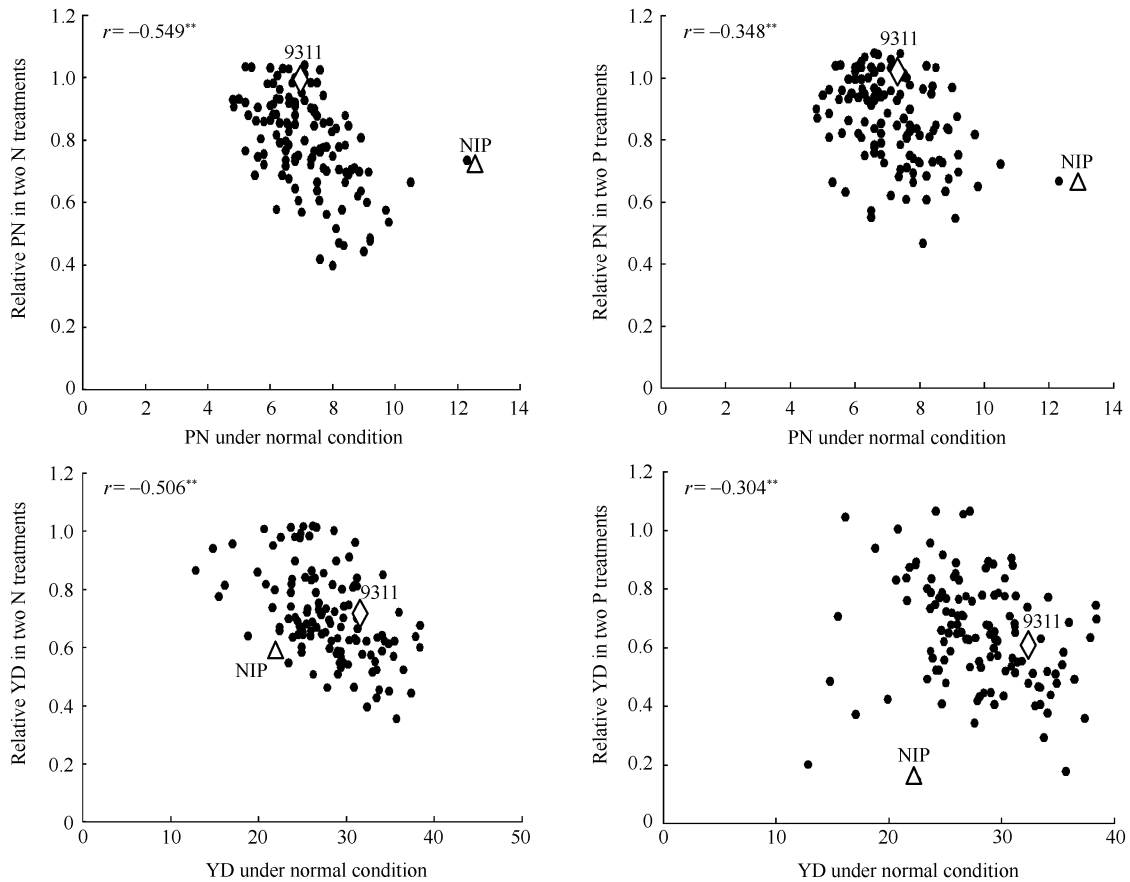 r = –0.549**
9311
NIP
Relative PN in two N treatments
1.2
1.0
0.8
0.6
0.4
0.2
0
0 2 4 6 8 10 12 14
PN under normal condition
r = –0.348**
9311
NIP
Relative PN in two P treatments
1.2
1.0
0.8
0.6
0.4
0.2
0
0 2 4 6 8 10 12 14
PN under normal condition
r = –0.506**
9311
NIP
Relative YD in two N treatments
1.2
1.0
0.8
0.6
0.4
0.2
0
0 10 20 30 40 50
YD under normal condition
r = –0.304**
9311
NIP
Relative YD in two P treatments
1.2
1.0
0.8
0.6
0.4
0.2
0
0 10 20 30 40
YD under normal condition